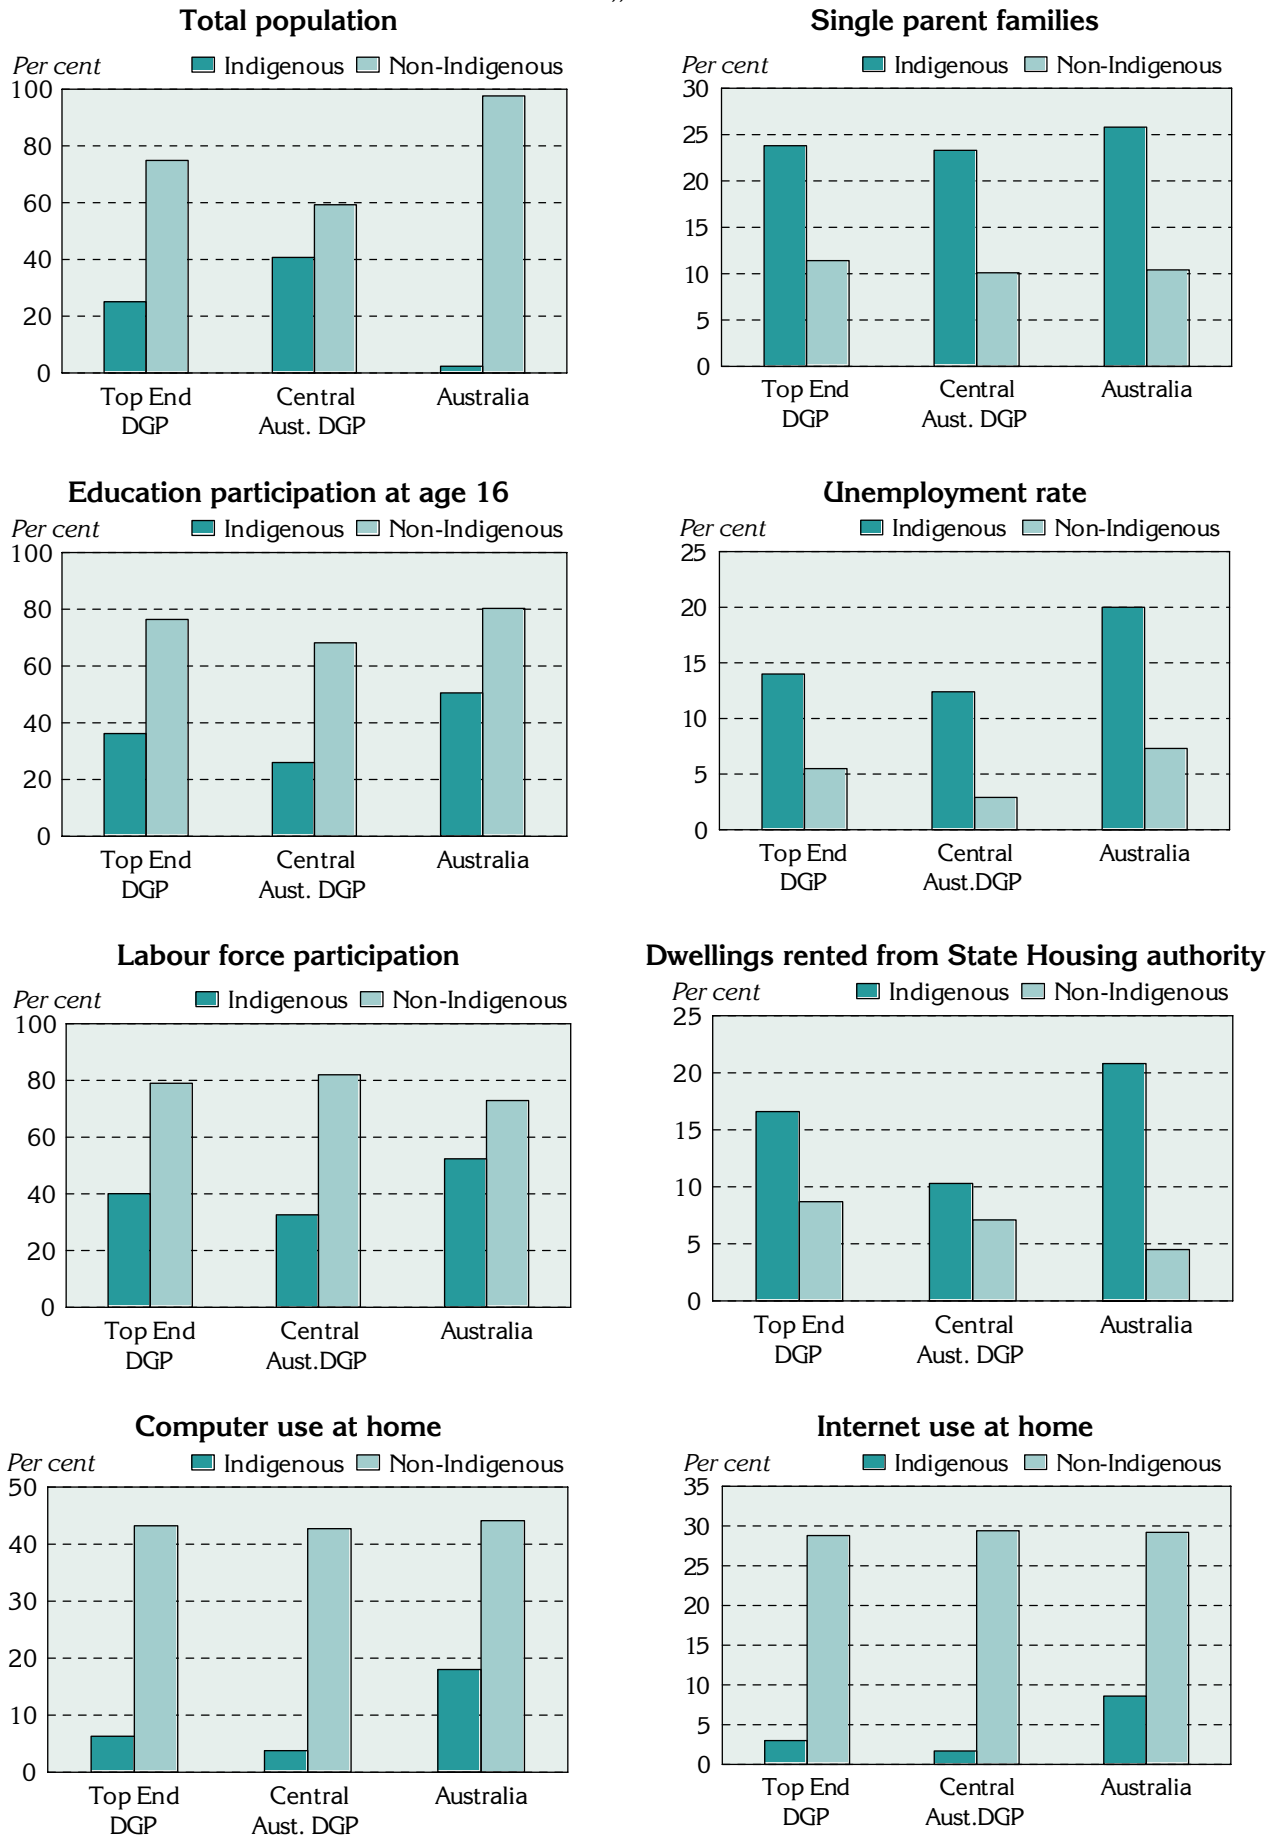 ,,
Total population
Per cent Indigenous Non-Indigenous
100
80
60
40
20
0
Top End Central Australia
DGP Aust. DGP
Single parent families
Per cent Indigenous Non-Indigenous
30
25
20
15
10
5
0
Top End Central Australia
DGP Aust. DGP
Education participation at age 16
Per cent Indigenous Non-Indigenous
100
80
60
40
20
0
Top End Central Australia
DGP Aust. DGP
Unemployment rate
Per cent Indigenous Non-Indigenous
25
20
15
10
5
0
Top End Central Australia
DGP Aust.DGP
Labour force participation
Per cent Indigenous Non-Indigenous
100
80
60
40
20
0
Top End Central Australia
DGP Aust.DGP
Dwellings rented from State Housing authority
Per cent Indigenous Non-Indigenous
25
20
15
10
5
0
Top End Central Australia
DGP Aust. DGP
Computer use at home
Per cent Indigenous Non-Indigenous
50
40
30
20
10
0
Top End Central Australia
DGP Aust. DGP
Internet use at home
Per cent Indigenous Non-Indigenous
35
30
25
20
15
10
5
0
Top End Central Australia
DGP Aust.DGP